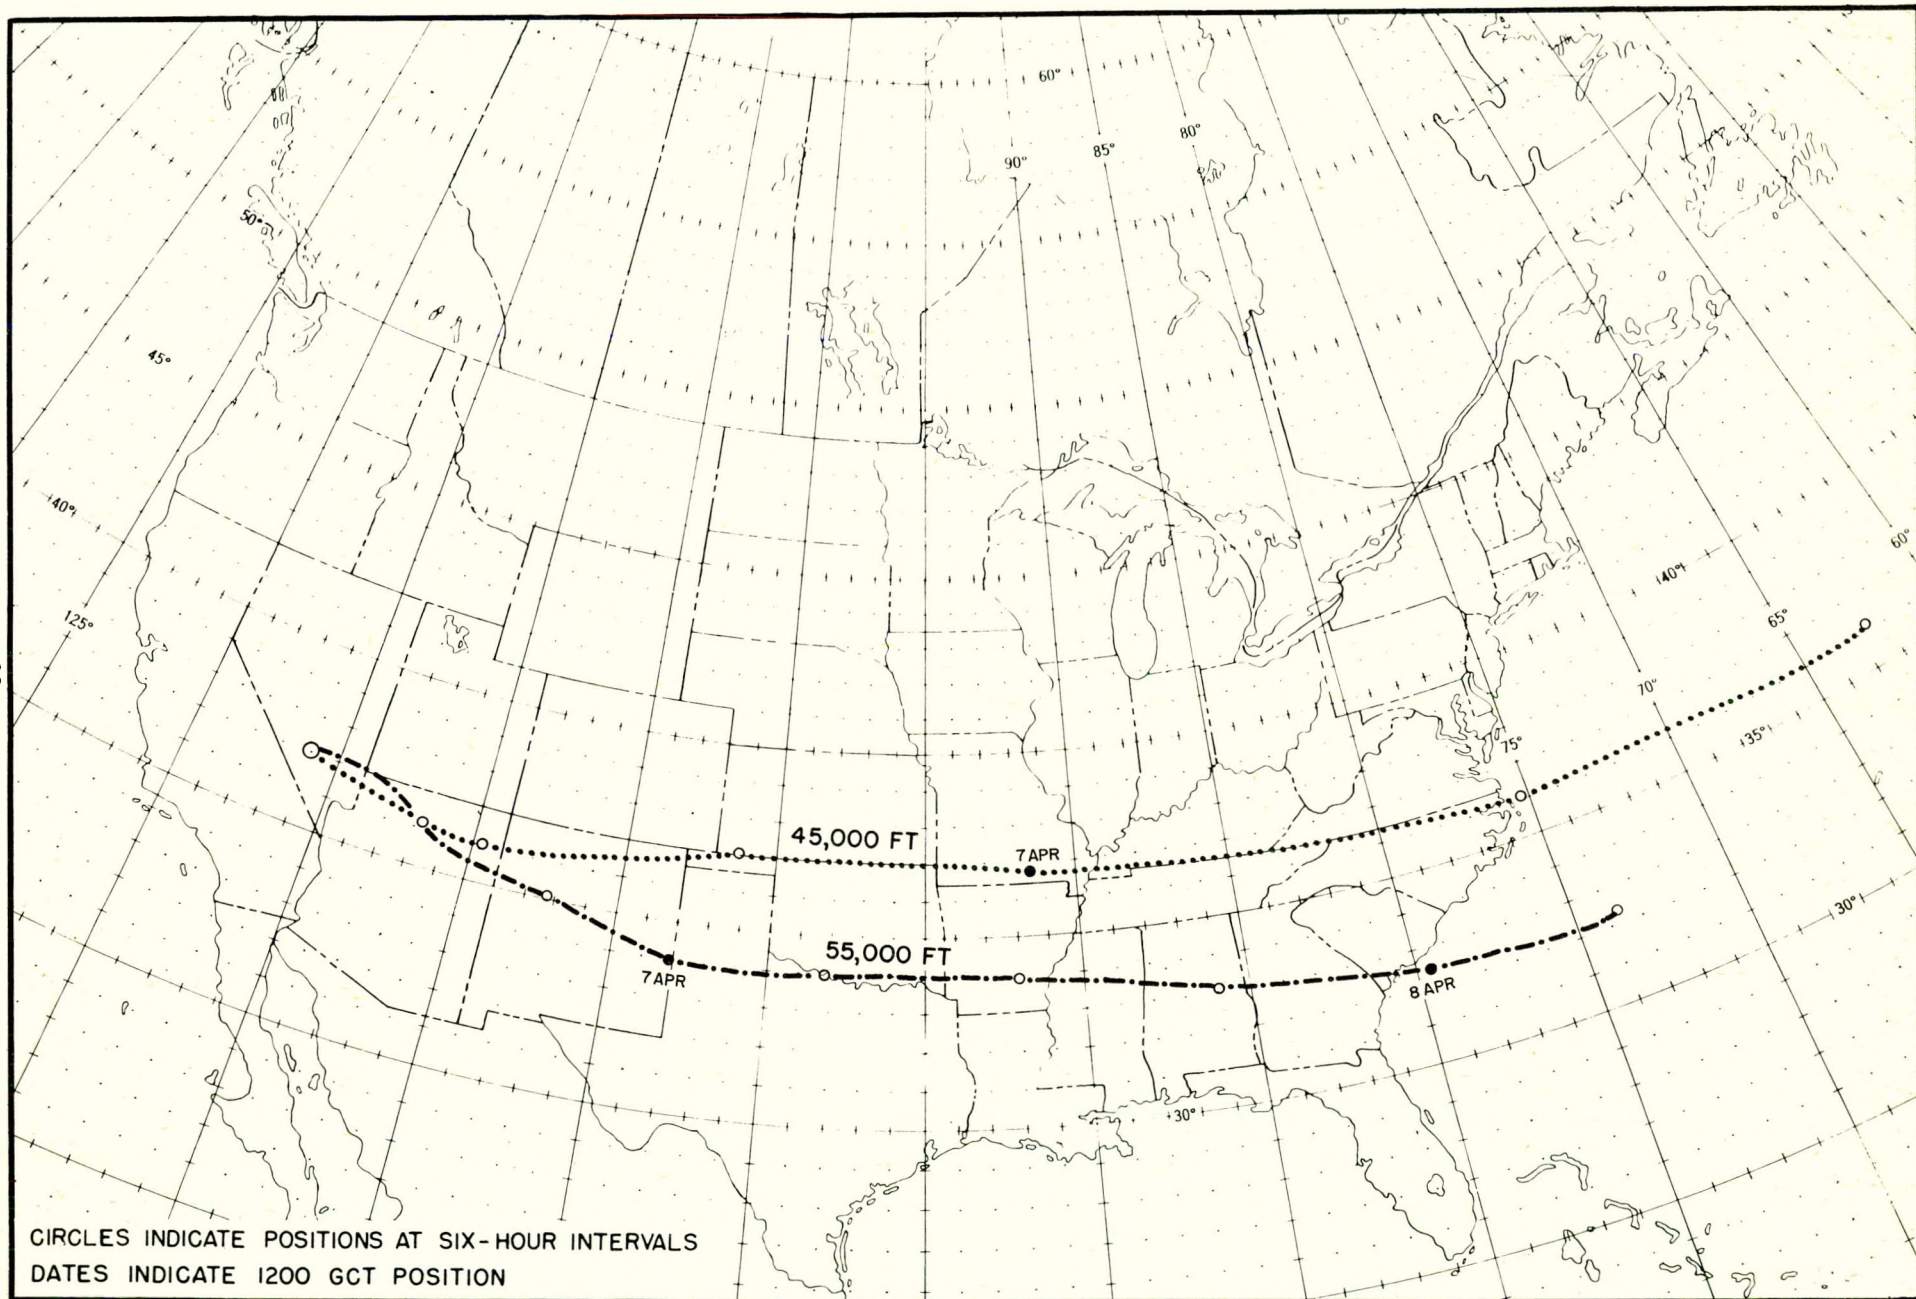 60°
80°
85°
90°
50°
45°
40°
60°
40°
125°
65°
70°
35°
75°
45,000 FT
7 APR
30°
55,000 FT
7 APR
8 APR
30°
CIRCLES INDICATE POSITIONS AT SIX-HOUR INTERVALS
DATES INDICATE 1200 GCT POSITION